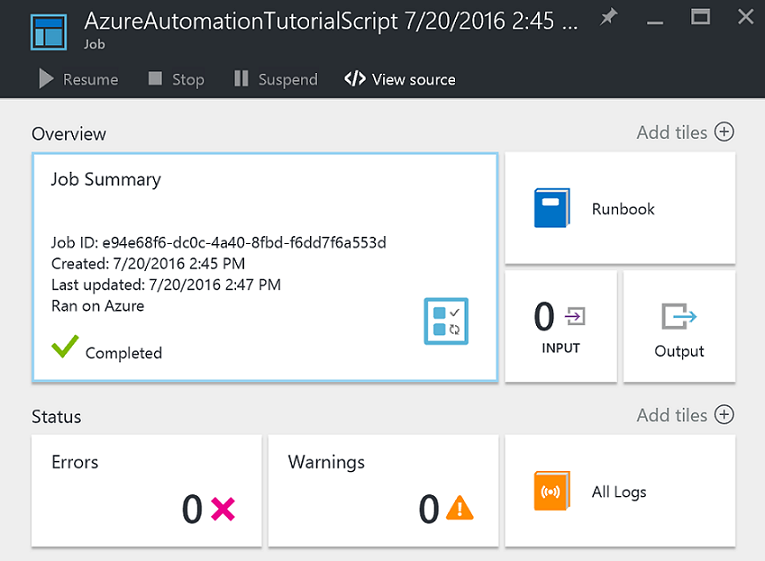 AzureAutomationTutorialScript 7/20/2016 2:45 ...
Job
Resume
Stop
Suspend
View source
Overview
Add tiles
Job Summary
Job ID: e94e68f6-dc0c-4a40-8fbd-f6dd7f6a553d
Created: 7/20/2016 2:45 PM
Last updated: 7/20/2016 2:47 PM
Ran on Azure
Completed
Runbook
0
INPUT
Output
Status
Add tiles
Errors
0
Warnings
0
All Logs